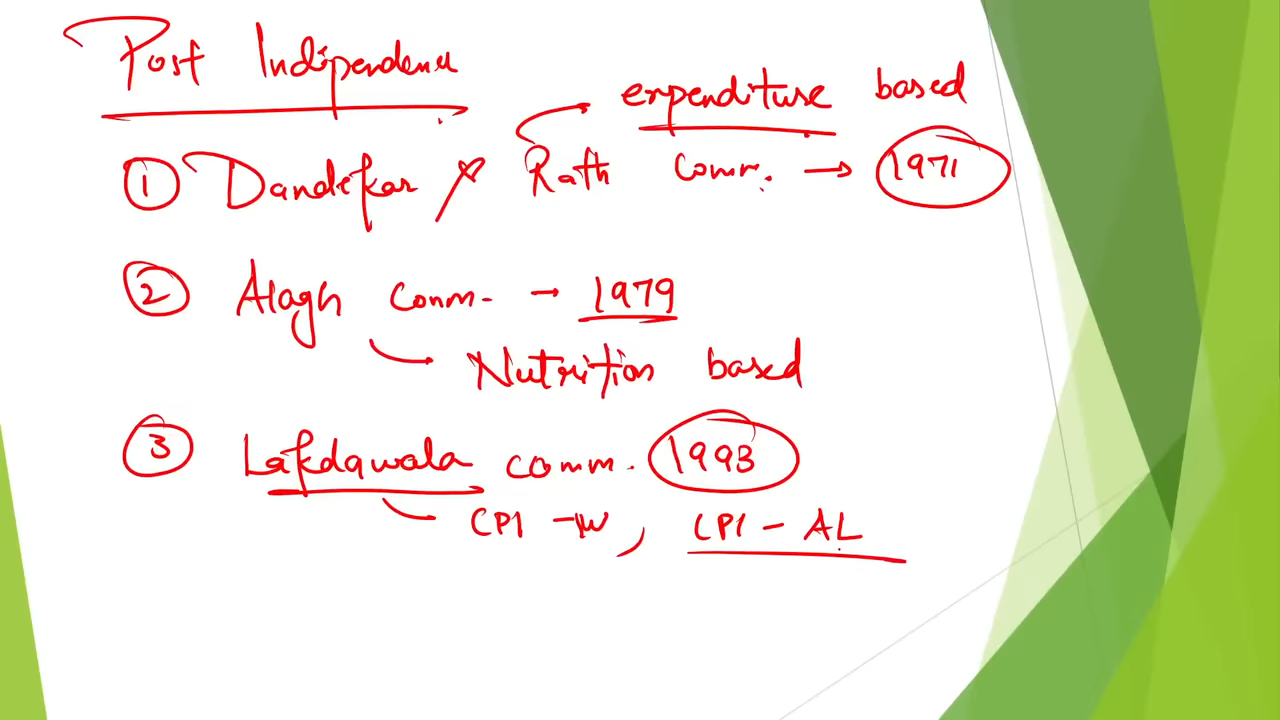 Post Independence
expenditure based
① Dandekar & Rath Comm. → 1971
② Alagh Comm. → 1979
Nutrition based
③ Lakdawala comm. 1993
CPI - IW, CPI - AL